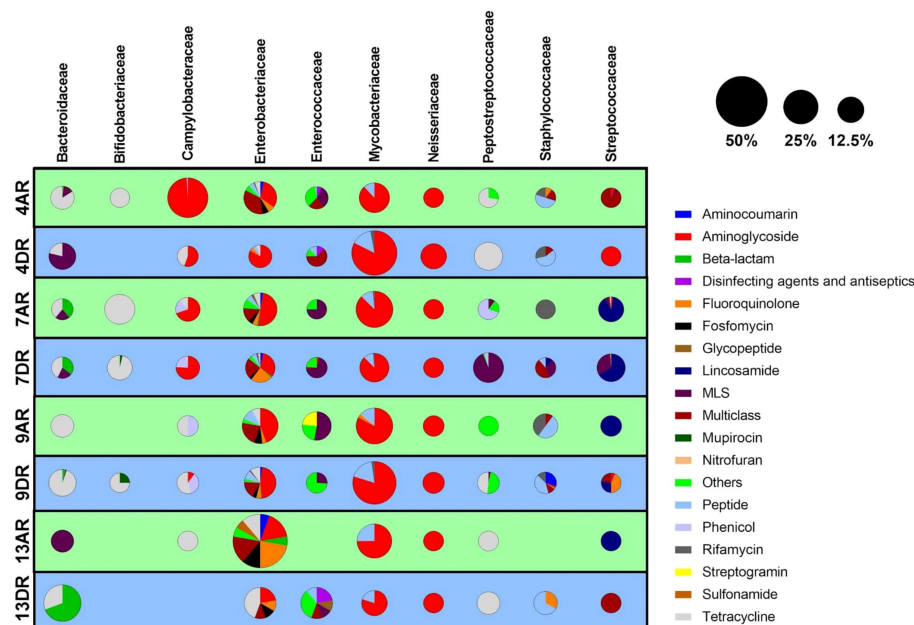 Bacteroidaceae
Bifidobacteriaceae
Campylobacteraceae
Enterobacteriaceae
Enterococcaceae
Mycobacteriaceae
Neisseriaceae
Peptostreptococcaceae
Staphylococcaceae
Streptococcaceae
50% 25% 12.5%
4AR
4DR
7AR
7DR
9AR
9DR
13AR
13DR
Aminocoumarin
Aminoglycoside
Beta-lactam
Disinfecting agents and antiseptics
Fluoroquinolone
Fosfomycin
Glycopeptide
Lincosamide
MLS
Multiclass
Mupirocin
Nitrofuran
Others
Peptide
Phenicol
Rifamycin
Streptogramin
Sulfonamide
Tetracycline